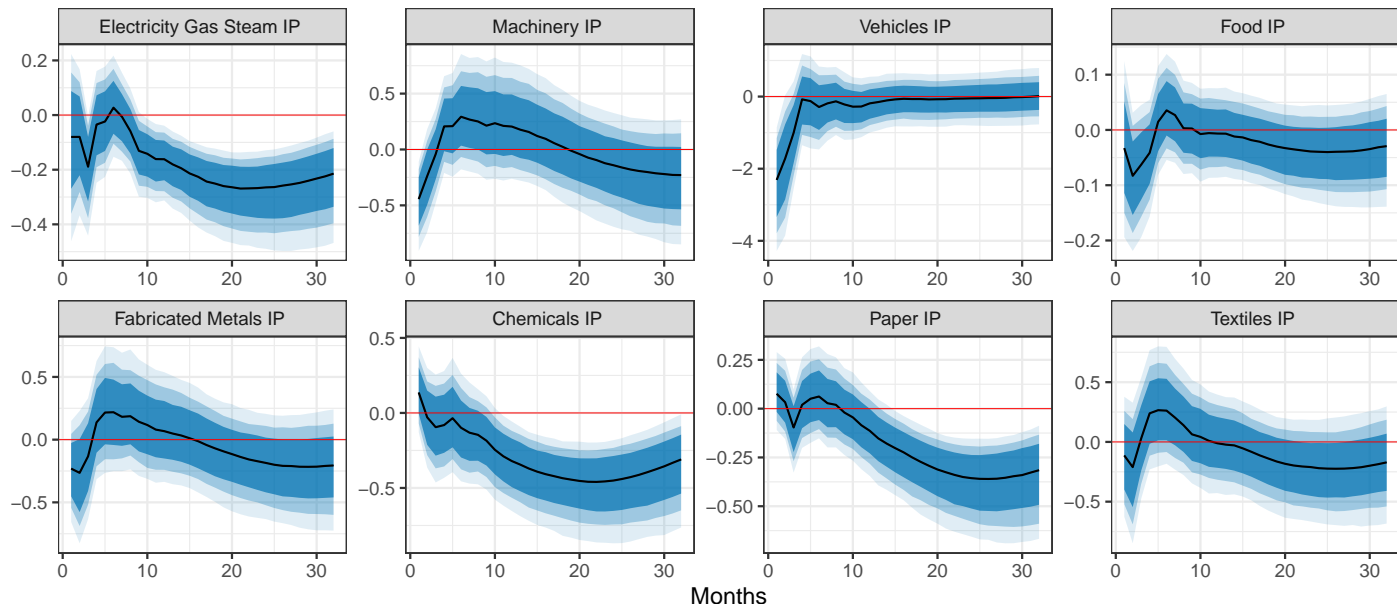 Electricity Gas Steam IP
Machinery IP
Vehicles IP
Food IP
0.2
0.0
−0.2
−0.4
0 10 20 30
0.5
0.0
−0.5
0 10 20 30
0
−2
−4
0 10 20 30
0.1
0.0
−0.1
−0.2
0 10 20 30
Fabricated Metals IP
Chemicals IP
Paper IP
Textiles IP
0.5
0.0
−0.5
0 10 20 30
0.5
0.0
−0.5
0 10 20 30
0.25
0.00
−0.25
−0.50
0 10 20 30
0.5
0.0
−0.5
0 10 20 30
Months